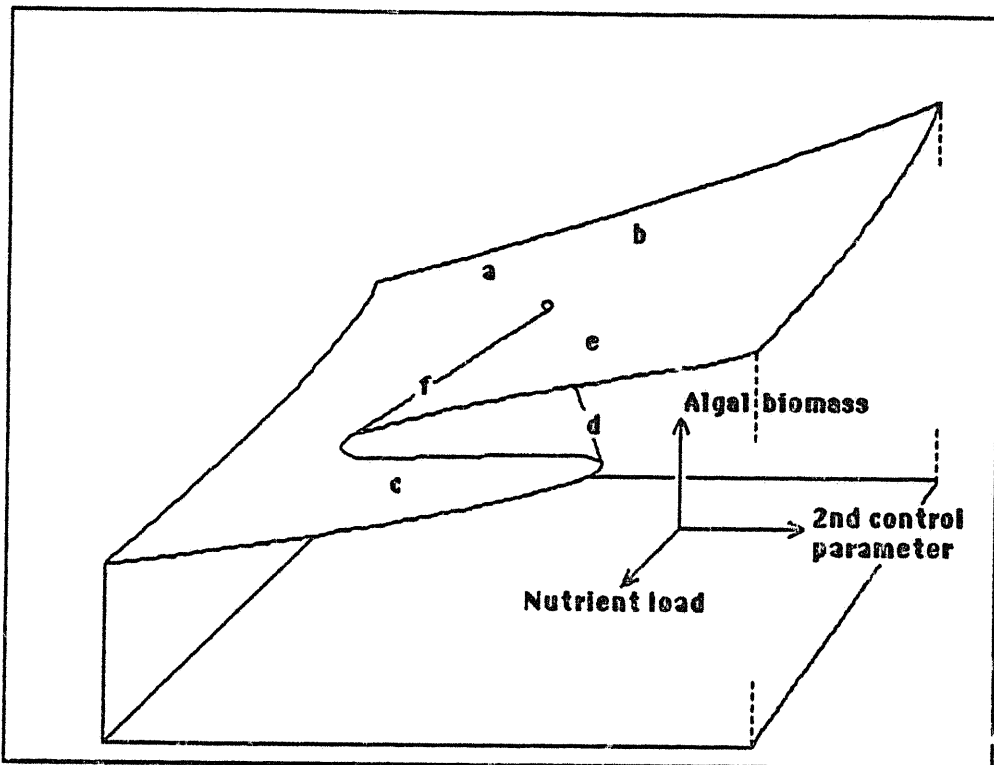 b
a
e
f
Algal biomass
d
c
2nd control
parameter
Nutrient load